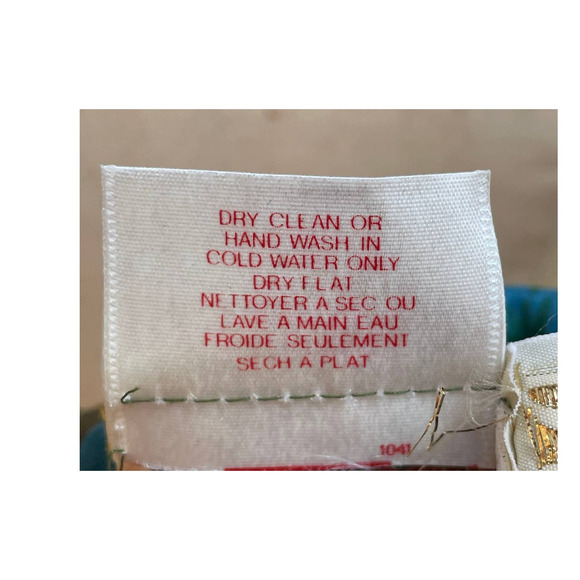 DRY CLEAN OR
HAND WASH IN
COLD WATER ONLY
DRY FLAT
NETTOYER A SEC OU
LAVE A MAIN EAU
FROIDE SEULEMENT
SECH A PLAT
1041